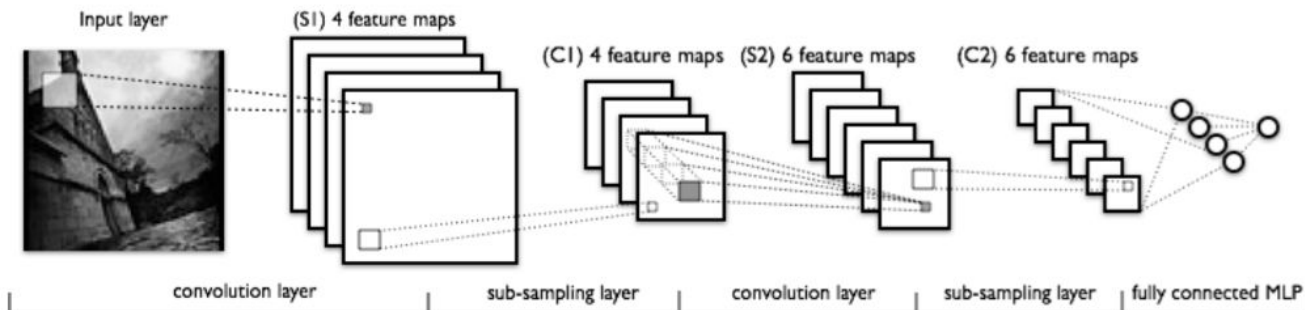 Input layer
(S1) 4 feature maps
(C1) 4 feature maps
(S2) 6 feature maps
(C2) 6 feature maps
convolution layer
sub-sampling layer
convolution layer
sub-sampling layer
fully connected MLP